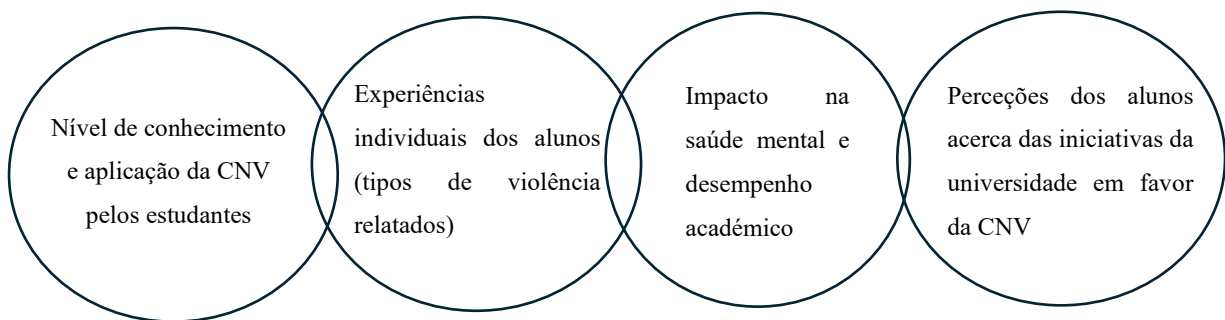 Nível de conhecimento
e aplicação da CNV
pelos estudantes
Experiências
individuais dos alunos
(tipos de violência
relatados)
Impacto na
saúde mental e
desempenho
académico
Perceções dos alunos
acerca das iniciativas da
universidade em favor
da CNV